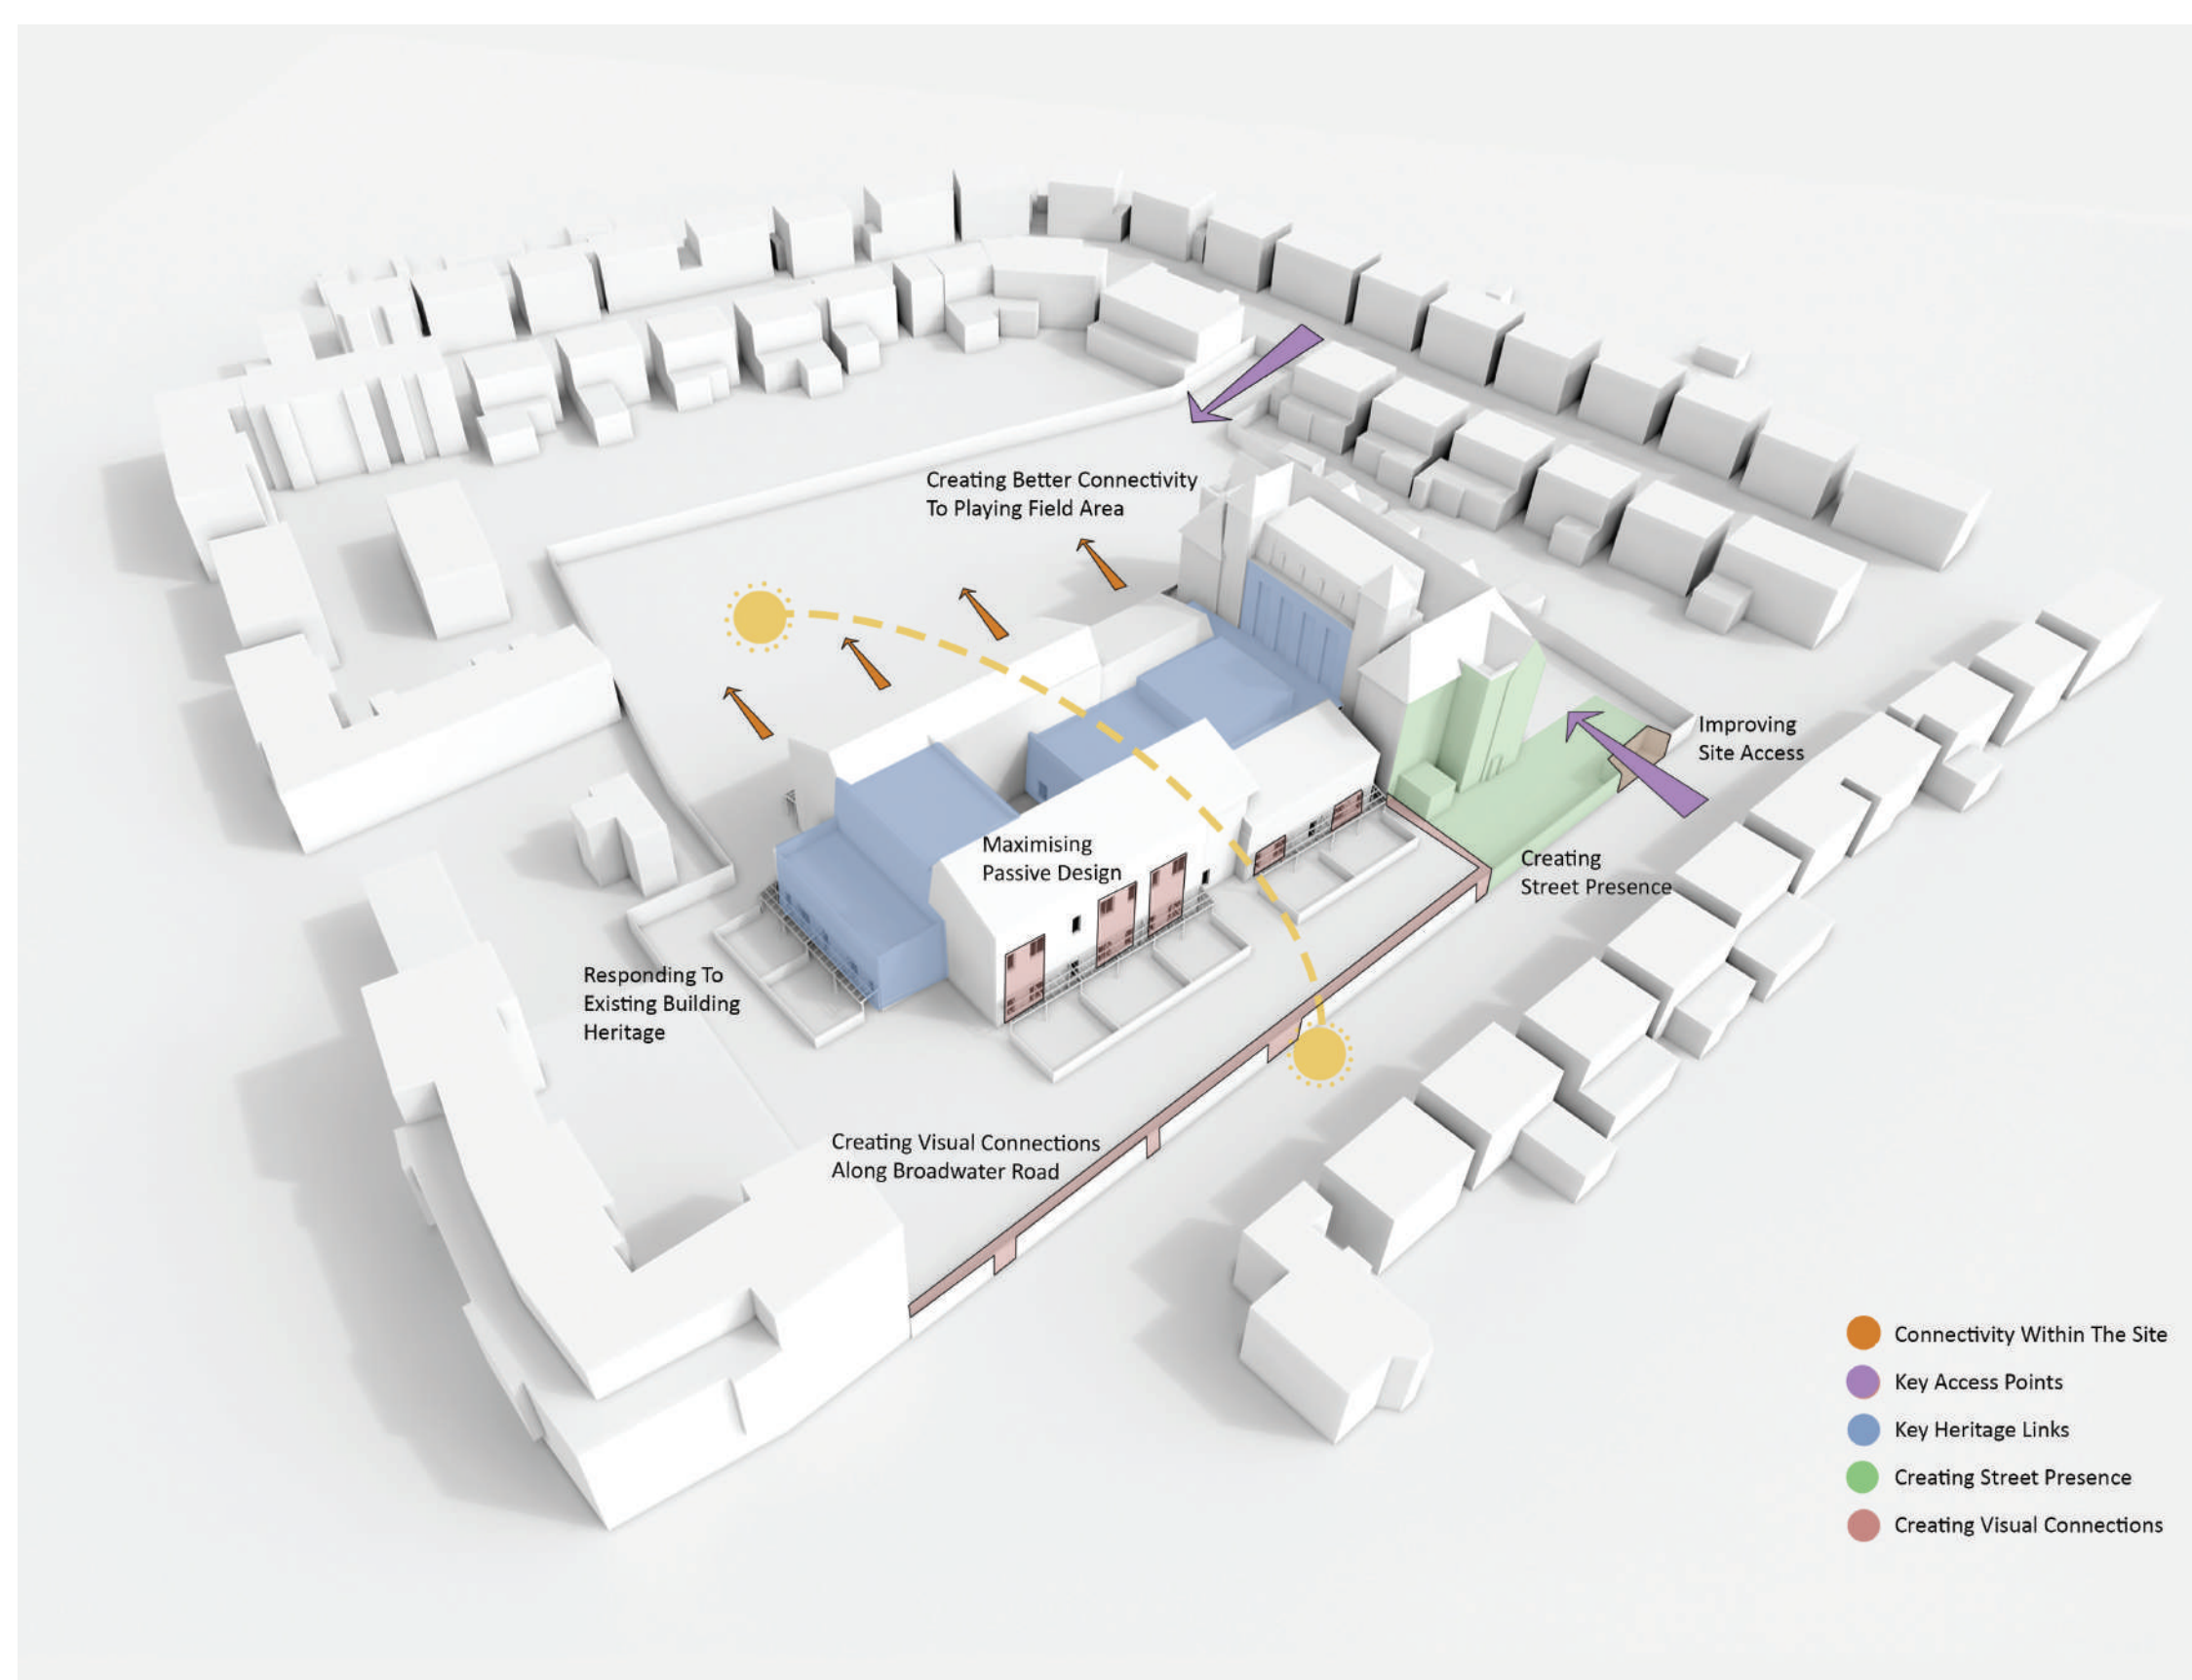 Creating Better Connectivity
To Playing Field Area
Improving
Site Access
Maximising
Passive Design
Creating
Street Presence
Responding To
Existing Building
Heritage
Creating Visual Connections
Along Broadwater Road
Connectivity Within The Site
Key Access Points
Key Heritage Links
Creating Street Presence
Creating Visual Connections